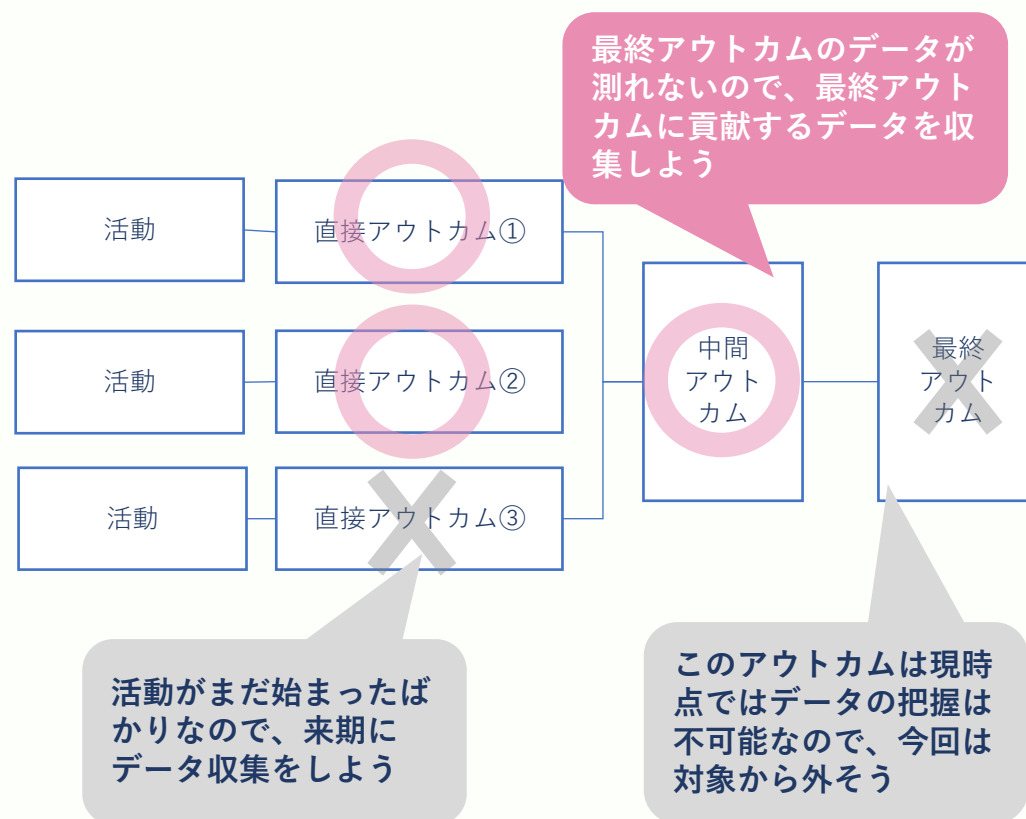 最終アウトカムのデータが
測れないので、最終アウト
カムに貢献するデータを収
集しよう
活動
直接アウトカム①
活動
直接アウトカム②
活動
直接アウトカム③
中間
アウト
カム
最終
アウト
カム
活動がまだ始まったば
かりなので、来期に
データ収集をしよう
このアウトカムは現時
点ではデータの把握は
不可能なので、今回は
対象から外そう